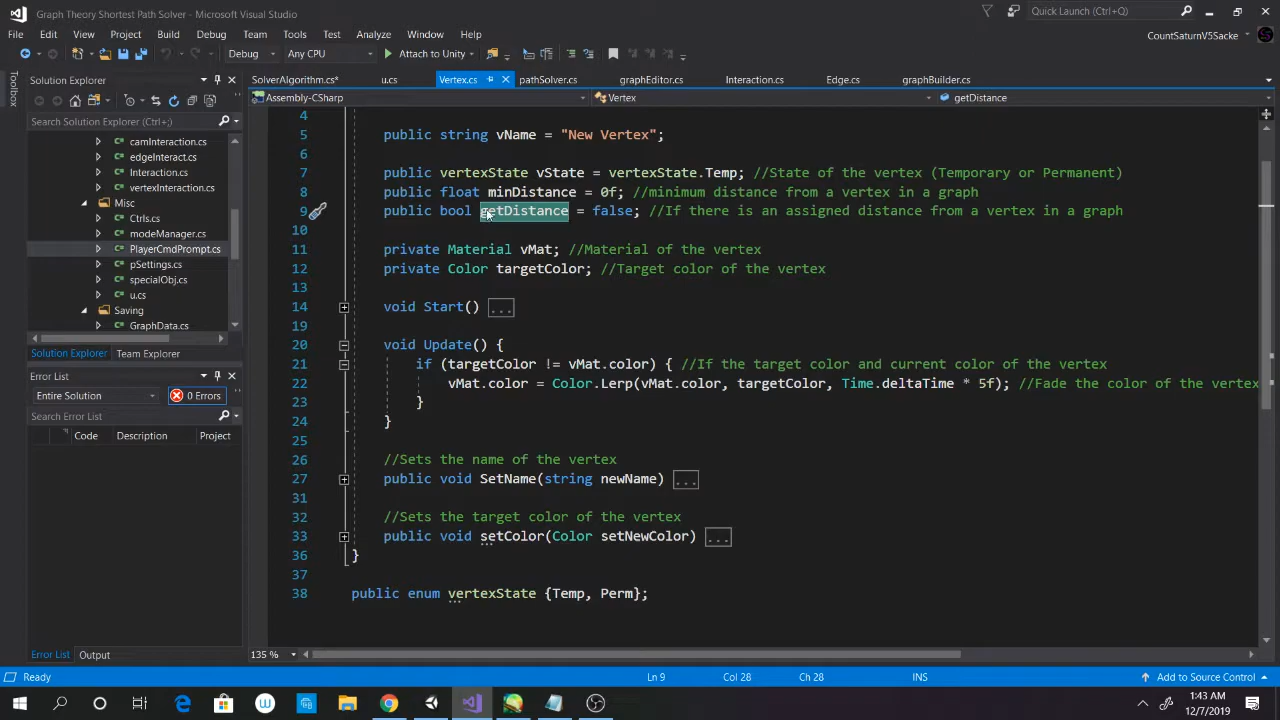 Graph Theory Shortest Path Solver - Microsoft Visual Studio
Quick Launch (Ctrl+Q)
File Edit View Project Build Debug Team Tools Test Analyze Window Help
CountSaturnV5Sacke
Debug Any CPU Attach to Unity
Toolbox
Solution Explorer
Search Solution Explorer (Ctrl+;)
camInteraction.cs
edgeInteract.cs
Interaction.cs
vertexInteraction.cs
Misc
Ctrls.cs
modeManager.cs
PlayerCmdPrompt.cs
pSettings.cs
specialObj.cs
u.cs
Saving
GraphData.cs
Solution Explorer Team Explorer
Error List
Entire Solution 0 Errors
Search Error List
Code Description Project
Error List Output
SolverAlgorithm.cs* u.cs Vertex.cs pathSolver.cs graphEditor.cs Interaction.cs Edge.cs graphBuilder.cs
Assembly-CSharp Vertex getDistance
4
5 public string vName = "New Vertex";
6
7 public vertexState vState = vertexState.Temp; //State of the vertex (Temporary or Permanent)
8 public float minDistance = 0f; //minimum distance from a vertex in a graph
9 public bool getDistance = false; //If there is an assigned distance from a vertex in a graph
10
11 private Material vMat; //Material of the vertex
12 private Color targetColor; //Target color of the vertex
13
14 void Start() ...
19
20 void Update() {
21 if (targetColor != vMat.color) { //If the target color and current color of the vertex
22 vMat.color = Color.Lerp(vMat.color, targetColor, Time.deltaTime * 5f); //Fade the color of the vertex
23 }
24 }
25
26 //Sets the name of the vertex
27 public void SetName(string newName) ...
31
32 //Sets the target color of the vertex
33 public void setColor(Color setNewColor) ...
36 }
37
38 public enum vertexState {Temp, Perm};
135 %
Ready Ln 9 Col 28 Ch 28 INS Add to Source Control
1:43 AM
12/7/2019